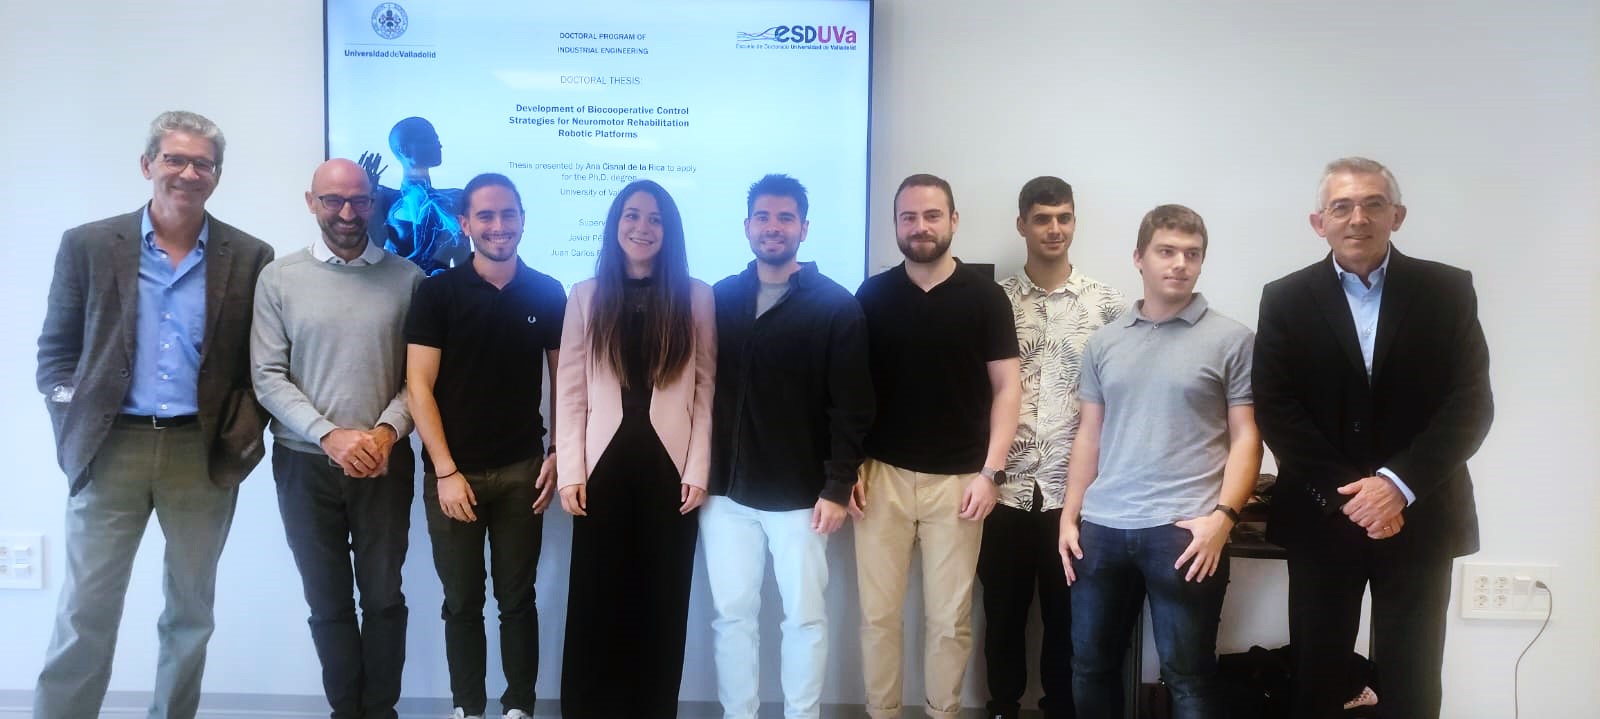 Universidad de Valladolid
DOCTORAL PROGRAM OF
INDUSTRIAL ENGINEERING
esDUVa
Escuela de Doctorado Universidad de Valladolid
DOCTORAL THESIS:
Development of Biocooperative Control
Strategies for Neuromotor Rehabilitation
Robotic Platforms
Thesis presented by Ana Cisnal de la Rica to apply
for the Ph.D. degree
University of
Javier
Juan Carlos